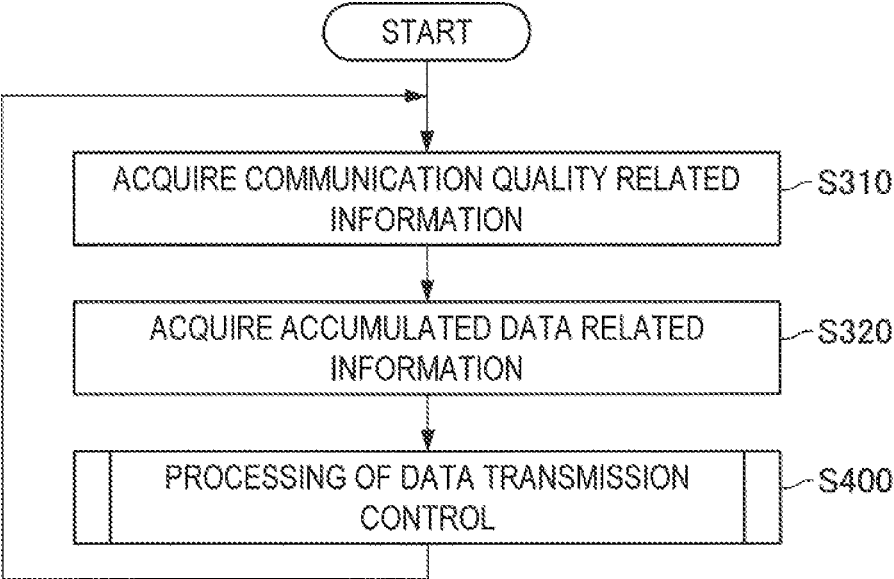 START
ACQUIRE COMMUNICATION QUALITY RELATED
INFORMATION
S310
ACQUIRE ACCUMULATED DATA RELATED
INFORMATION
S320
PROCESSING OF DATA TRANSMISSION
CONTROL
S400